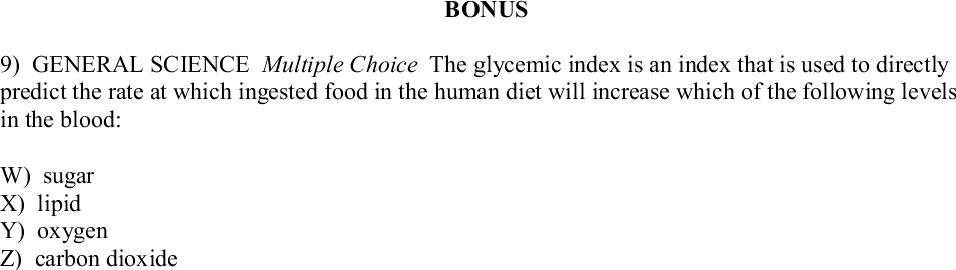 BONUS
9) GENERAL SCIENCE Multiple Choice The glycemic index is an index that is used to directly
predict the rate at which ingested food in the human diet will increase which of the following levels
in the blood:
W) sugar
X) lipid
Y) oxygen
Z) carbon dioxide